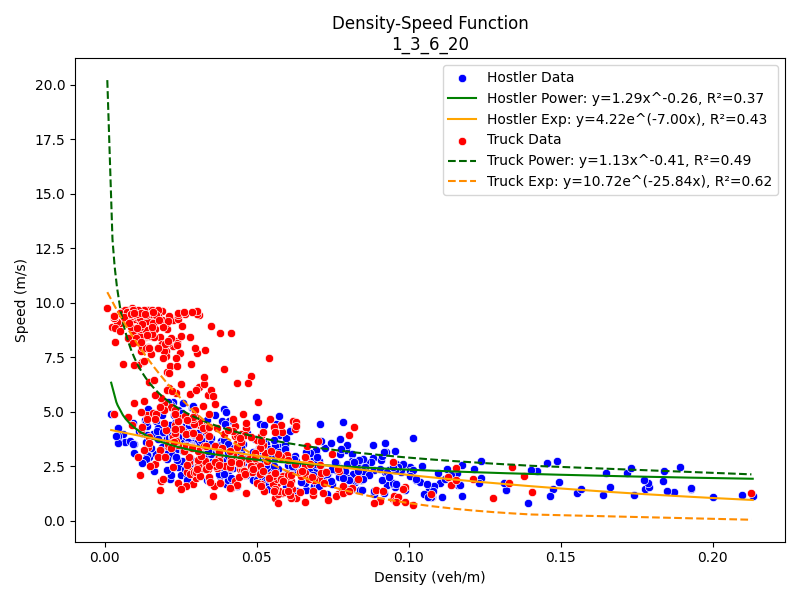 Density-Speed Function
1_3_6_20
Hostler Data
Hostler Power: y=1.29x^-0.26, R²=0.37
Hostler Exp: y=4.22e^(-7.00x), R²=0.43
Truck Data
Truck Power: y=1.13x^-0.41, R²=0.49
Truck Exp: y=10.72e^(-25.84x), R²=0.62
20.0
17.5
15.0
12.5
10.0
7.5
5.0
2.5
0.0
Speed (m/s)
0.00
0.05
0.10
0.15
0.20
Density (veh/m)